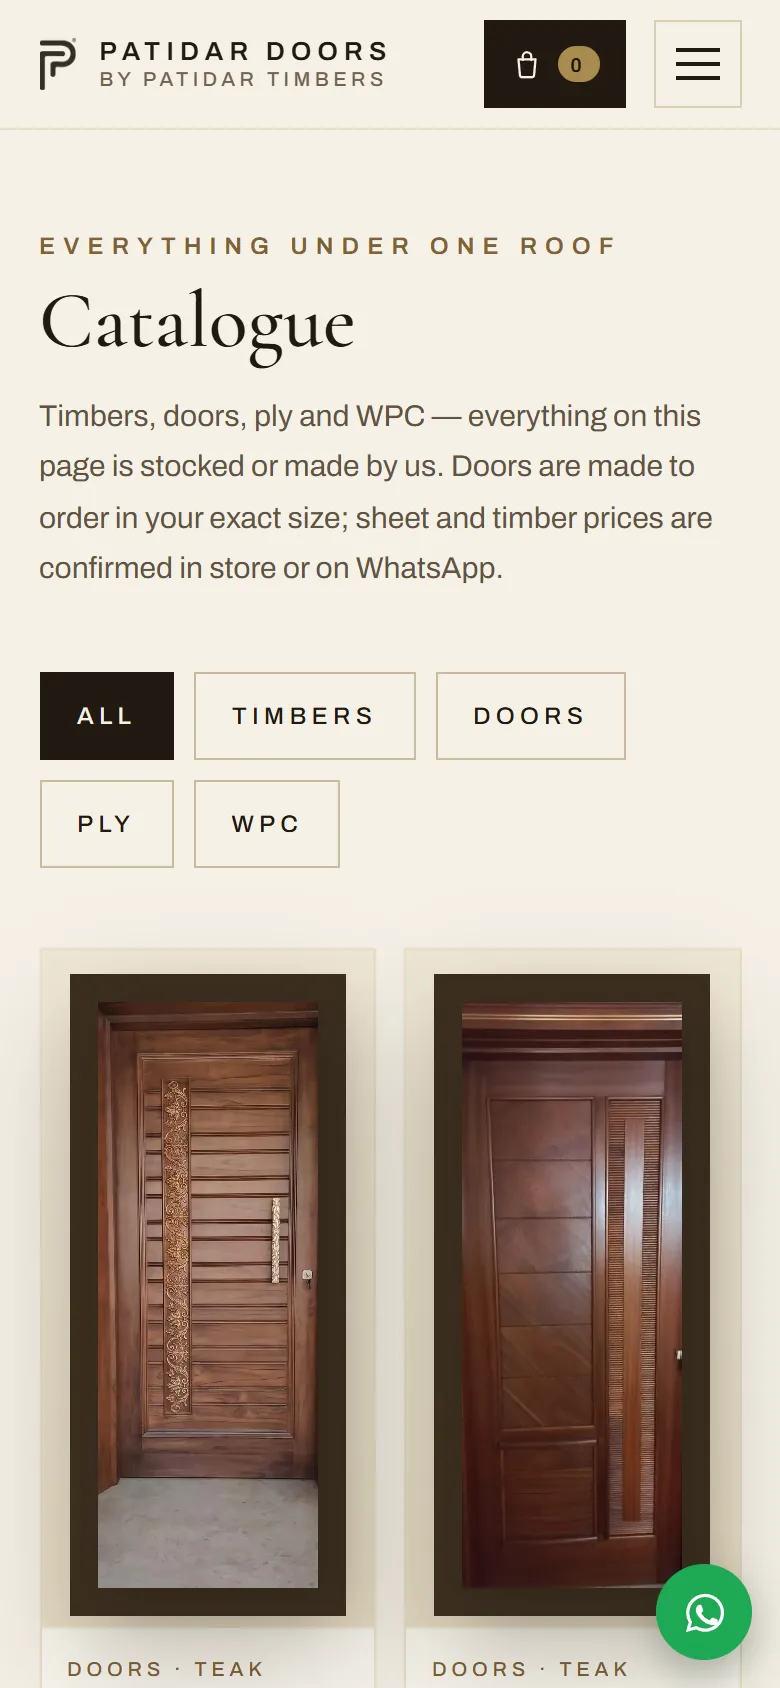 PATIDAR DOORS
BY PATIDAR TIMBERS
0
EVERYTHING UNDER ONE ROOF
Catalogue
Timbers, doors, ply and WPC — everything on this
page is stocked or made by us. Doors are made to
order in your exact size; sheet and timber prices are
confirmed in store or on WhatsApp.
ALL
TIMBERS
DOORS
PLY
WPC
DOORS · TEAK
DOORS · TEAK